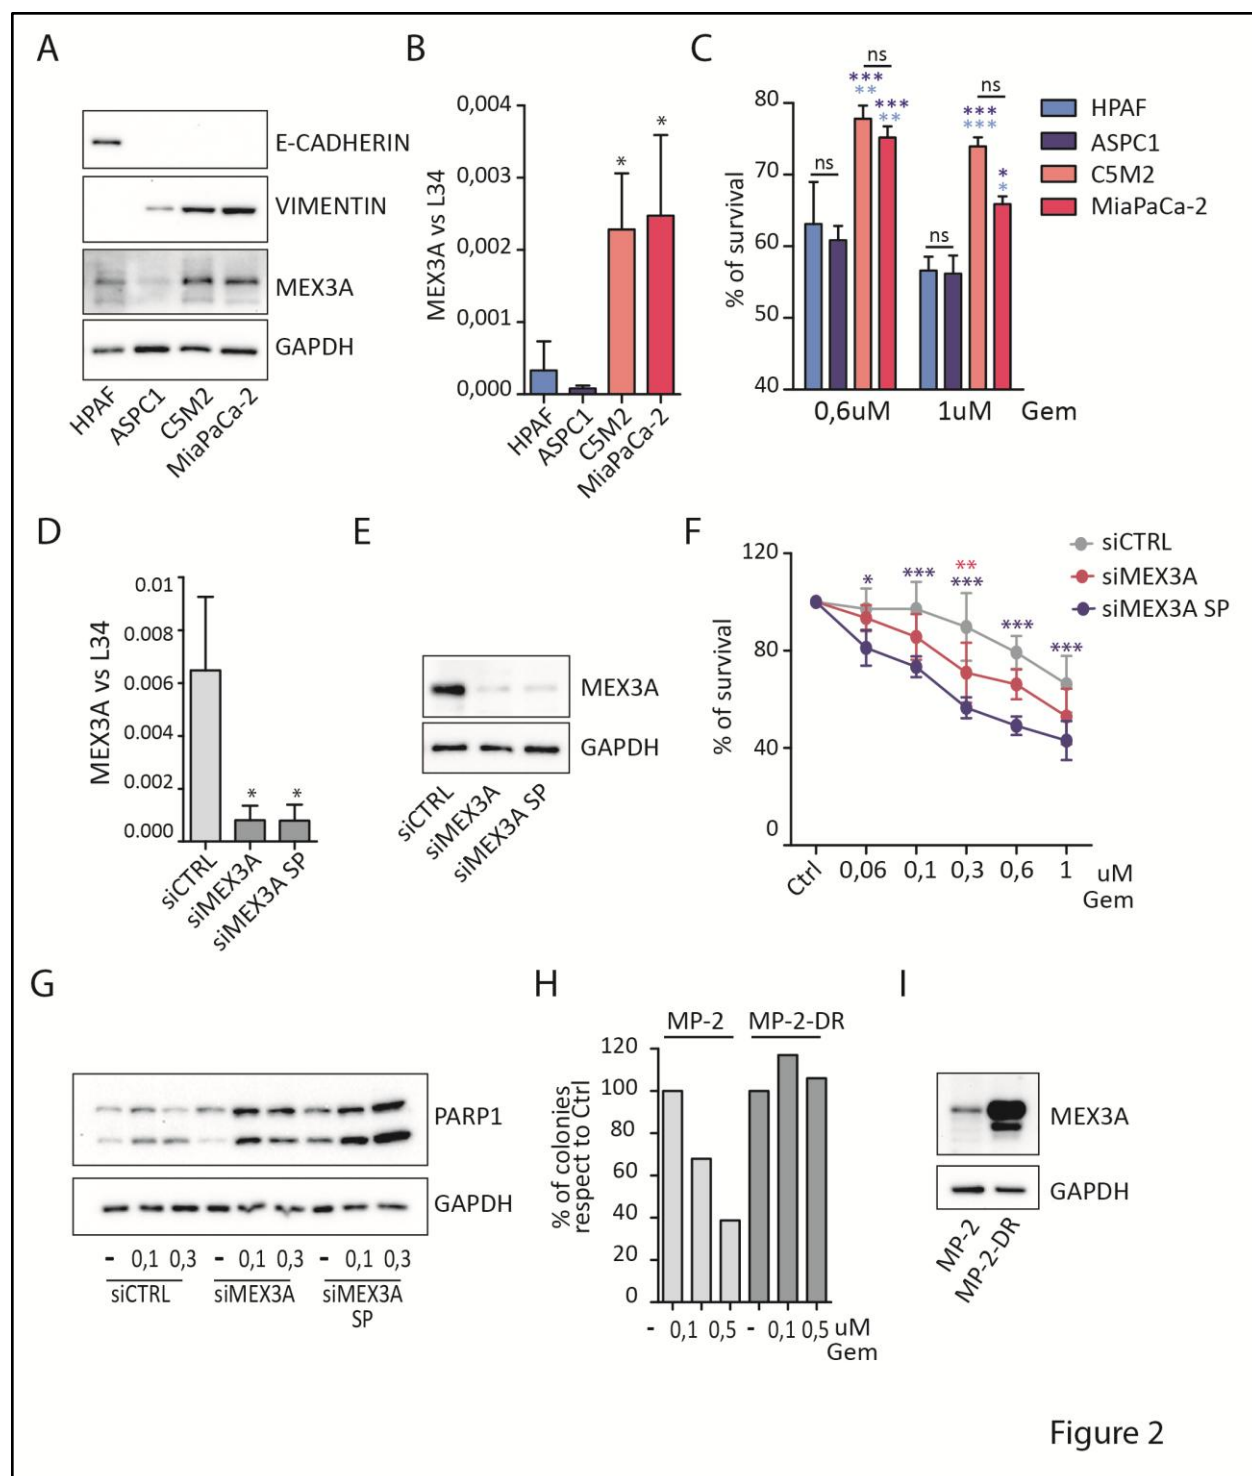 A
E-CADHERIN
VIMENTIN
MEX3A
GAPDH
HPAF
ASPC1
C5M2
MiaPaCa-2
B
MEX3A vs L34
0,004
0,003
0,002
0,001
0,000
*
*
HPAF
ASPC1
C5M2
MiaPaCa-2
C
% of survival
80
70
60
50
40
ns
ns
***
**
***
**
ns
ns
***
***
*
*
0,6uM 1uM Gem
HPAF
ASPC1
C5M2
MiaPaCa-2
D
MEX3A vs L34
0.01
0.008
0.006
0.004
0.002
0.000
*
*
siCTRL
siMEX3A
siMEX3A SP
E
MEX3A
GAPDH
siCTRL
siMEX3A
siMEX3A SP
F
% of survival
120
80
40
0
*
***
**
***
***
***
Ctrl 0,06 0,1 0,3 0,6 1 uM
Gem
siCTRL
siMEX3A
siMEX3A SP
G
PARP1
GAPDH
- 0,1 0,3 - 0,1 0,3 - 0,1 0,3
siCTRL siMEX3A siMEX3A
SP
H
MP-2 MP-2-DR
% of colonies
respect to Ctrl
120
100
80
60
40
20
0
- 0,1 0,5 - 0,1 0,5 uM
Gem
I
MEX3A
GAPDH
MP-2
MP-2-DR
Figure 2